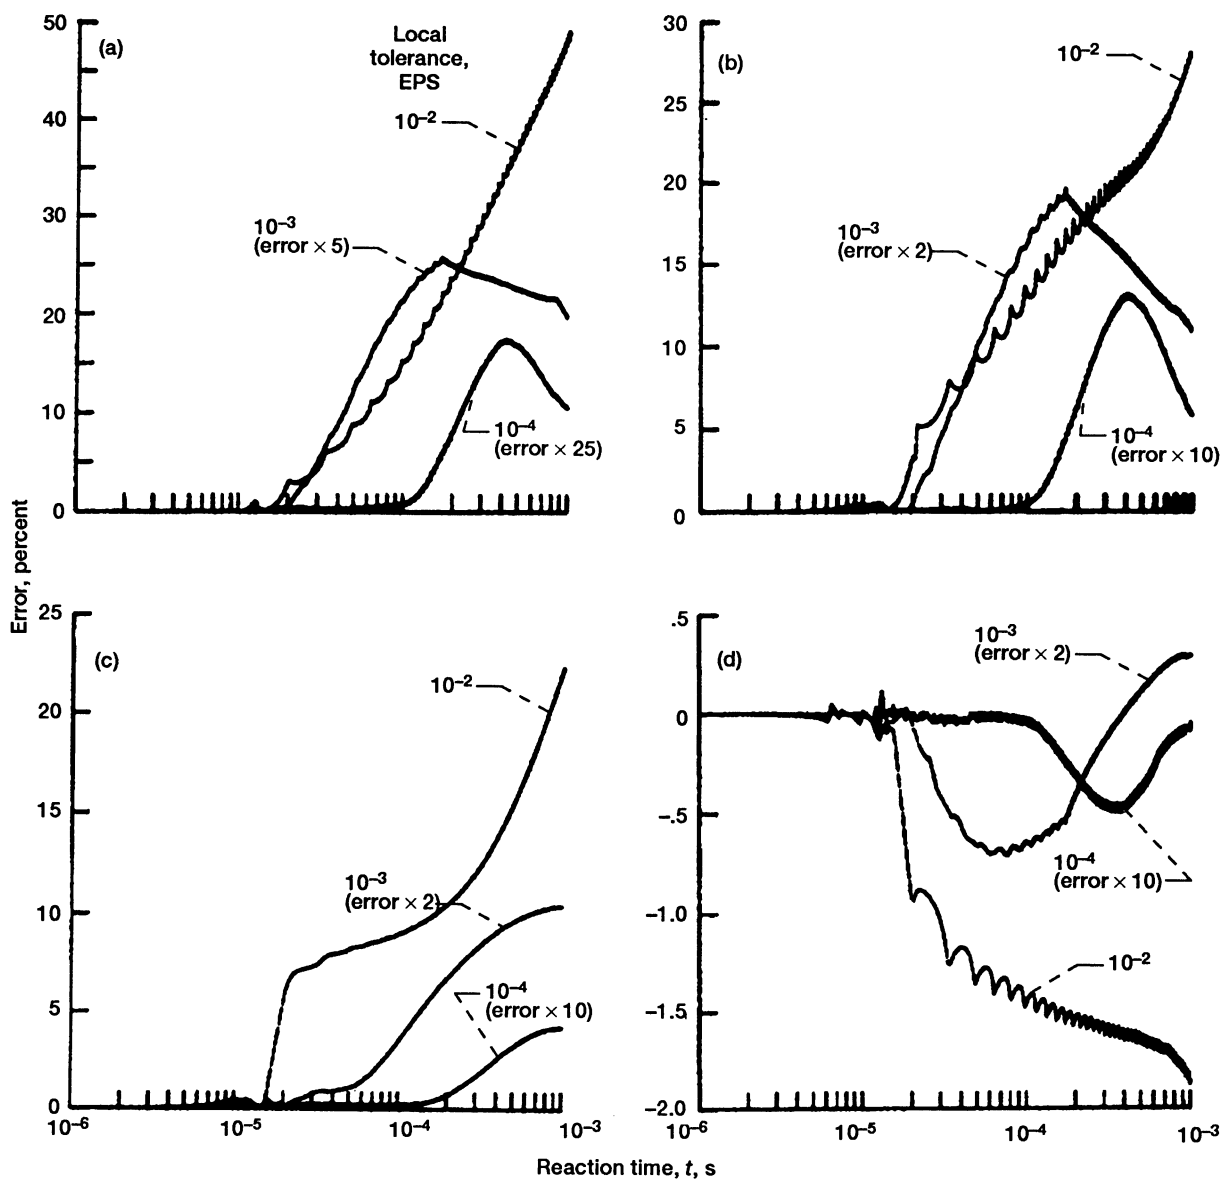 (a)
Local
tolerance,
EPS
10–2
10–3
(error × 5)
10–4
(error × 25)
50
40
30
20
10
0
(b)
10–2
10–3
(error × 2)
10–4
(error × 10)
30
25
20
15
10
5
0
Error, percent
(c)
10–2
10–3
(error × 2)
10–4
(error × 10)
25
20
15
10
5
0
10–6
10–5
10–4
10–3
(d)
10–3
(error × 2)
10–4
(error × 10)
10–2
.5
0
–.5
–1.0
–1.5
–2.0
10–6
10–5
10–4
10–3
Reaction time, t, s